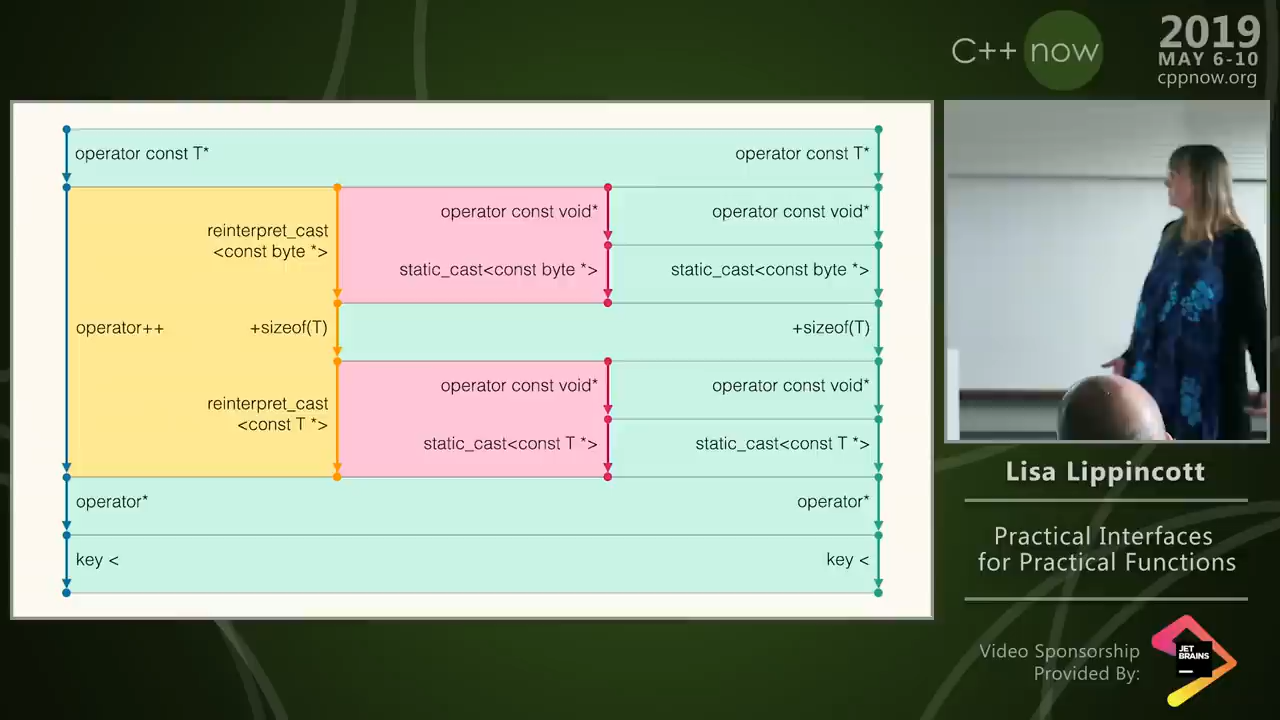 C++ now
2019
MAY 6-10
cppnow.org
operator const T*
operator const T*
reinterpret_cast
<const byte *>
operator const void*
operator const void*
static_cast<const byte *>
static_cast<const byte *>
operator++
+sizeof(T)
+sizeof(T)
reinterpret_cast
<const T *>
operator const void*
operator const void*
static_cast<const T *>
static_cast<const T *>
operator*
operator*
key <
key <
Lisa Lippincott
Practical Interfaces
for Practical Functions
Video Sponsorship
Provided By:
JET
BRAINS